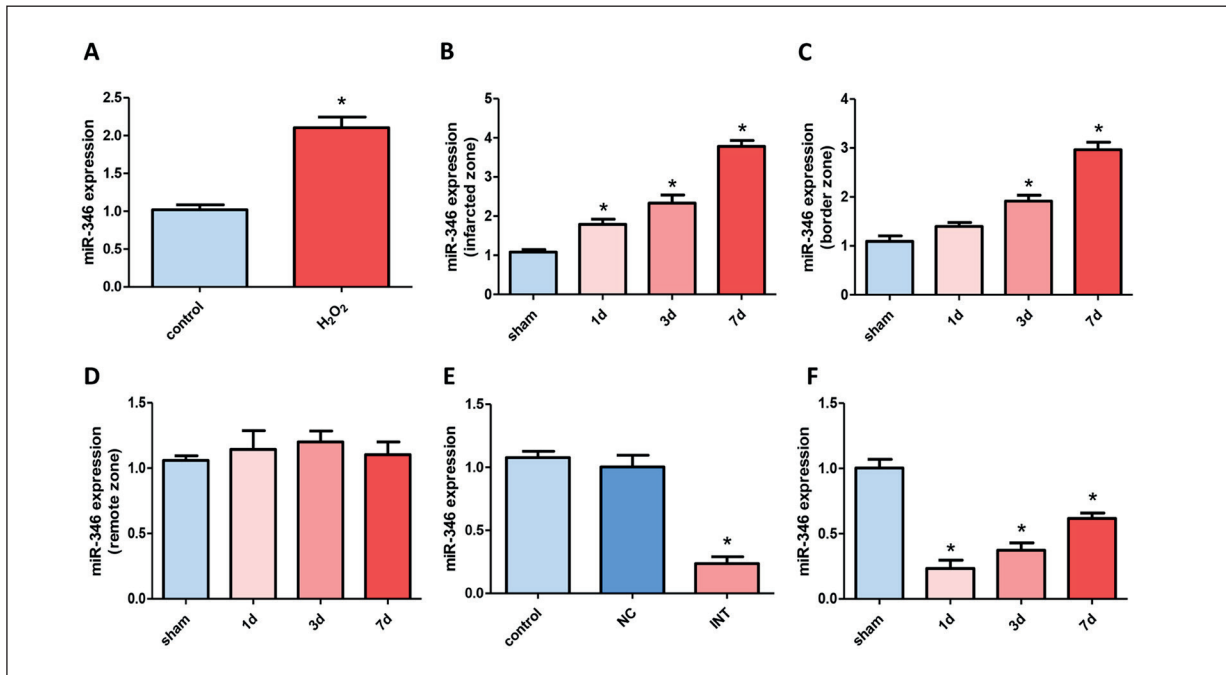 A
miR-346 expression
2.5
2.0
1.5
1.0
0.5
0.0
*
control
H₂O₂
B
miR-346 expression
(infarcted zone)
5
4
3
2
1
0
*
*
*
sham
1d
3d
7d
C
miR-346 expression
(border zone)
4
3
2
1
0
*
*
sham
1d
3d
7d
D
miR-346 expression
(remote zone)
1.5
1.0
0.5
0.0
sham
1d
3d
7d
E
miR-346 expression
1.5
1.0
0.5
0.0
*
control
NC
INT
F
miR-346 expression
1.5
1.0
0.5
0.0
*
*
*
sham
1d
3d
7d